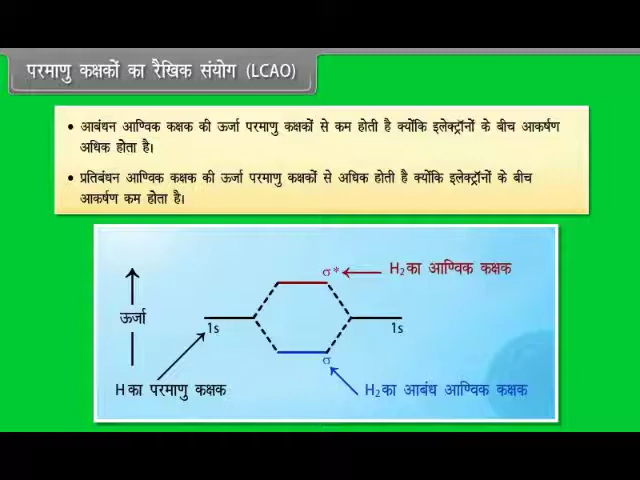 परमाणु कक्षकों का रैखिक संयोग (LCAO)
• आबंधन आण्विक कक्षक की ऊर्जा परमाणु कक्षकों से कम होती है क्योंकि इलेक्ट्रॉनों के बीच आकर्षण
अधिक होता है।
• प्रतिबंधन आण्विक कक्षक की ऊर्जा परमाणु कक्षकों से अधिक होती है क्योंकि इलेक्ट्रॉनों के बीच
आकर्षण कम होता है।
σ* H₂ का आण्विक कक्षक
ऊर्जा
1s 1s
σ
H का परमाणु कक्षक H₂ का आबंध आण्विक कक्षक